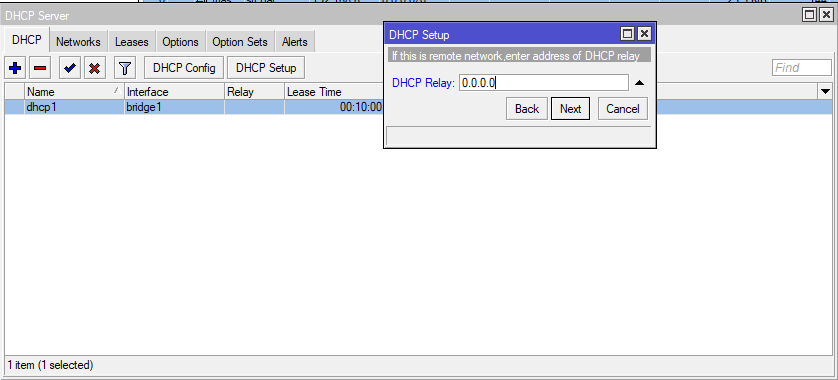 DHCP Server
DHCP Networks Leases Options Option Sets Alerts
DHCP Config DHCP Setup Find
Name Interface Relay Lease Time
dhcp1 bridge1 00:10:00
DHCP Setup
If this is remote network,enter address of DHCP relay
DHCP Relay: 0.0.0.0
Back Next Cancel
1 item (1 selected)